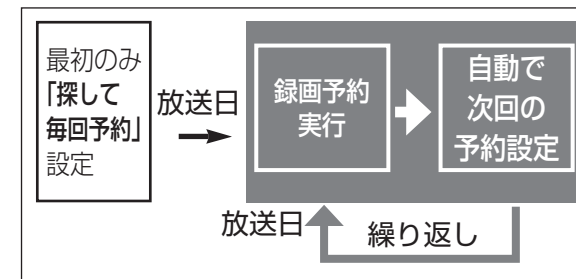 最初のみ
「探して
毎回予約」
設定
放送日
録画予約
実行
自動で
次回の
予約設定
放送日
繰り返し